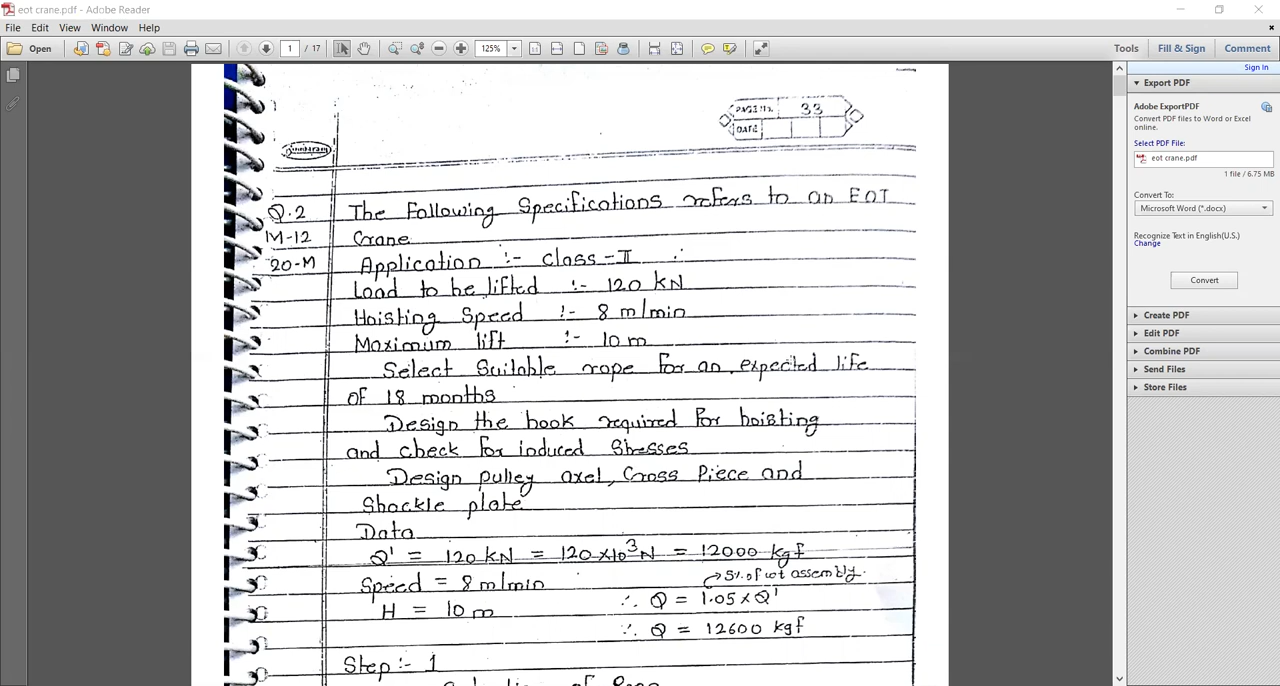 eot crane.pdf - Adobe Reader
File Edit View Window Help
Open 1 / 17 125% Tools Fill & Sign Comment
Sign In
PAGE No. 33
DATE
Q.2 The Following Specifications refers to an EOT
M-12 Crane
20-M Application :- class-II
Load to be lifted :- 120 kN
Hoisting Speed :- 8 m/min
Maximum lift :- 10 m
Select Suitable rope for an expected life
of 18 months
Design the hook required for hoisting
and check for induced Stresses
Design pulley axel, Cross Piece and
Shackle plate
Data
Q' = 120 kN = 120 x10³N = 12000 kgf
→ 5% of wt assembly.
Speed = 8 m/min
∴ Q = 1.05 x Q'
H = 10 m
∴ Q = 12600 kgf
Step :- 1
Export PDF
Adobe ExportPDF
Convert PDF files to Word or Excel
online.
Select PDF File:
eot crane.pdf
1 file / 6.75 MB
Convert To:
Microsoft Word (*.docx)
Recognize Text in English(U.S.)
Change
Convert
Create PDF
Edit PDF
Combine PDF
Send Files
Store Files